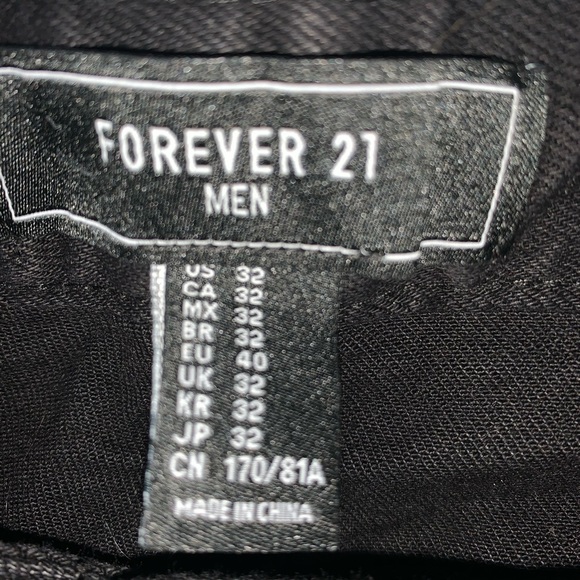 FOREVER 21
MEN
US 32
CA 32
MX 32
BR 32
EU 40
UK 32
KR 32
JP 32
CN 170/81A
MADE IN CHINA